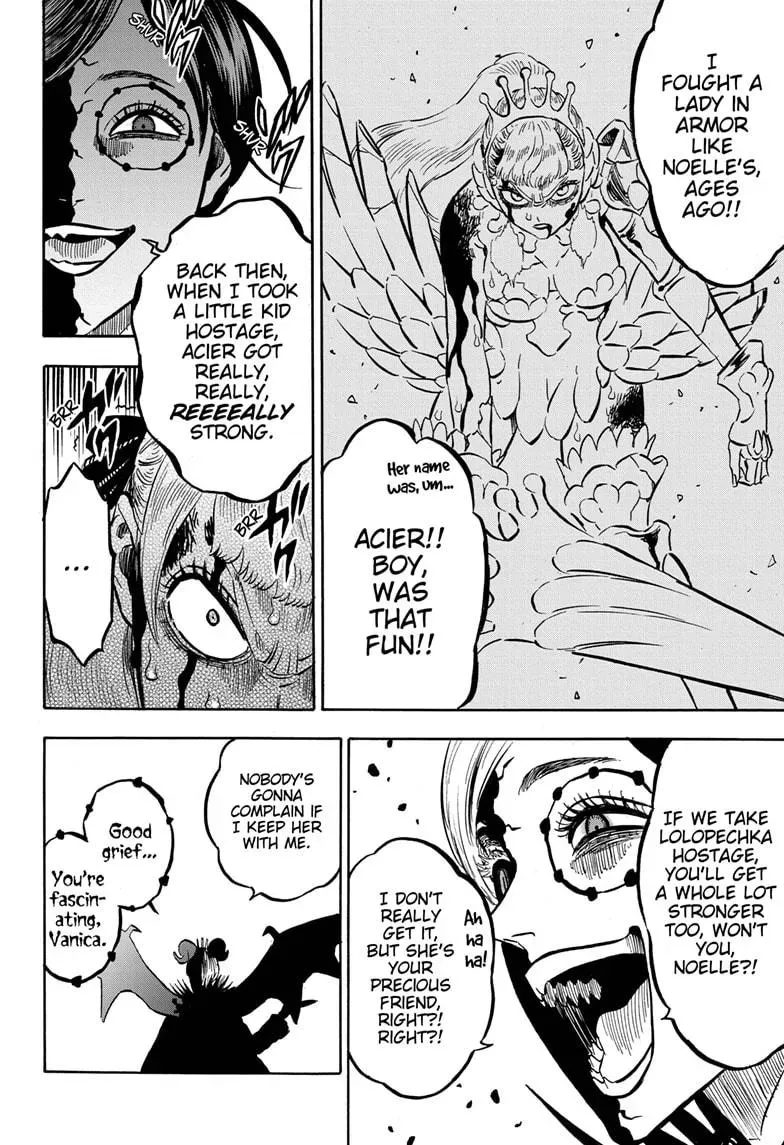 I
FOUGHT A
LADY IN
ARMOR
LIKE
NOELLE'S,
AGES
AGO!!
Her name
was, um...
ACIER!!
BOY,
WAS
THAT
FUN!!
SHVR
SHVR
BACK THEN,
WHEN I TOOK
A LITTLE KID
HOSTAGE,
ACIER GOT
REALLY,
REALLY,
REEEEALLY
STRONG.
BRR
BRR
...
IF WE TAKE
LOLOPECHKA
HOSTAGE,
YOU'LL GET
A WHOLE LOT
STRONGER
TOO, WON'T
YOU,
NOELLE?!
Ah
ha
ha!
I DON'T
REALLY
GET IT,
BUT SHE'S
YOUR
PRECIOUS
FRIEND,
RIGHT?!
RIGHT?!
NOBODY'S
GONNA
COMPLAIN IF
I KEEP HER
WITH ME.
Good
grief...
You're
fascin-
ating,
Vanica.